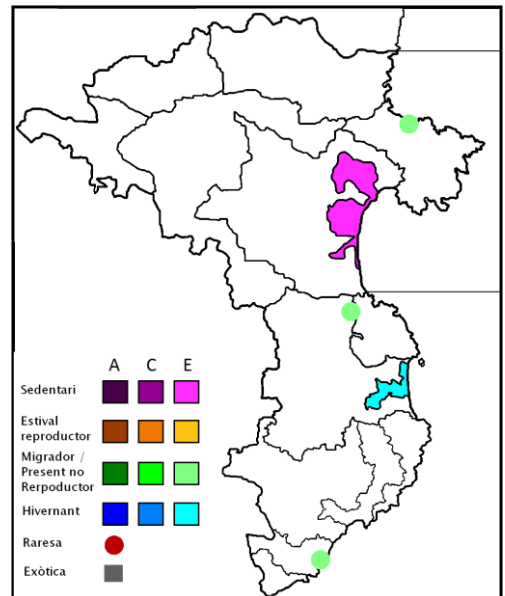 A C E
Sedentari
Estival
reproductor
Migrador /
Present no
Rerpoductor
Hivernant
Raresa
Exòtica